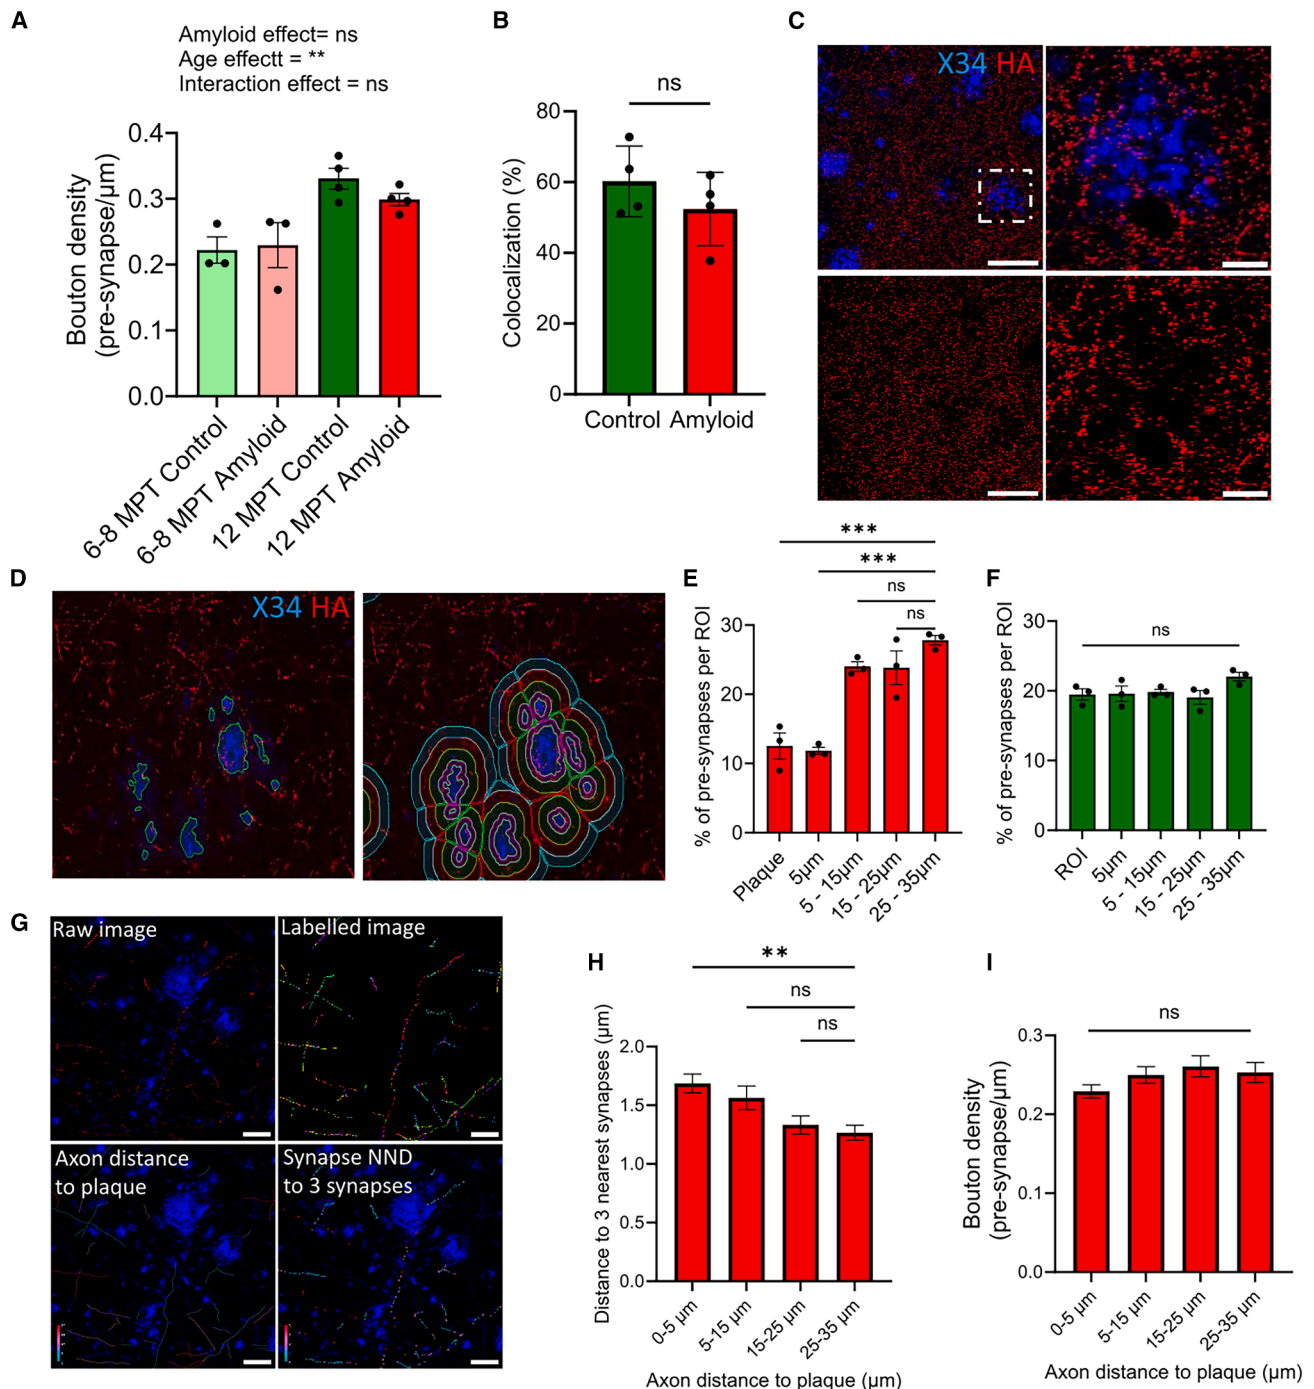 A
Amyloid effect= ns
Age effectt = **
Interaction effect = ns
Bouton density
(pre-synapse/µm)
0.4
0.3
0.2
0.1
0.0
6-8 MPT Control
6-8 MPT Amyloid
12 MPT Control
12 MPT Amyloid
B
ns
Colocalization (%)
80
60
40
20
0
Control Amyloid
C
X34 HA
D
X34 HA
E
***
***
ns
ns
% of pre-synapses per ROI
30
20
10
0
Plaque
5µm
5 - 15µm
15 - 25µm
25 - 35µm
F
ns
% of pre-synapses per ROI
30
20
10
0
ROI
5µm
5 - 15µm
15 - 25µm
25 - 35µm
G
Raw image
Labelled image
Axon distance
to plaque
Synapse NND
to 3 synapses
H
**
ns
ns
Distance to 3 nearest synapses (µm)
2.0
1.5
1.0
0.5
0.0
0-5 µm
5-15 µm
15-25 µm
25-35 µm
Axon distance to plaque (µm)
I
ns
Bouton density
(pre-synapse/µm)
0.3
0.2
0.1
0.0
0-5 µm
5-15 µm
15-25 µm
25-35 µm
Axon distance to plaque (µm)